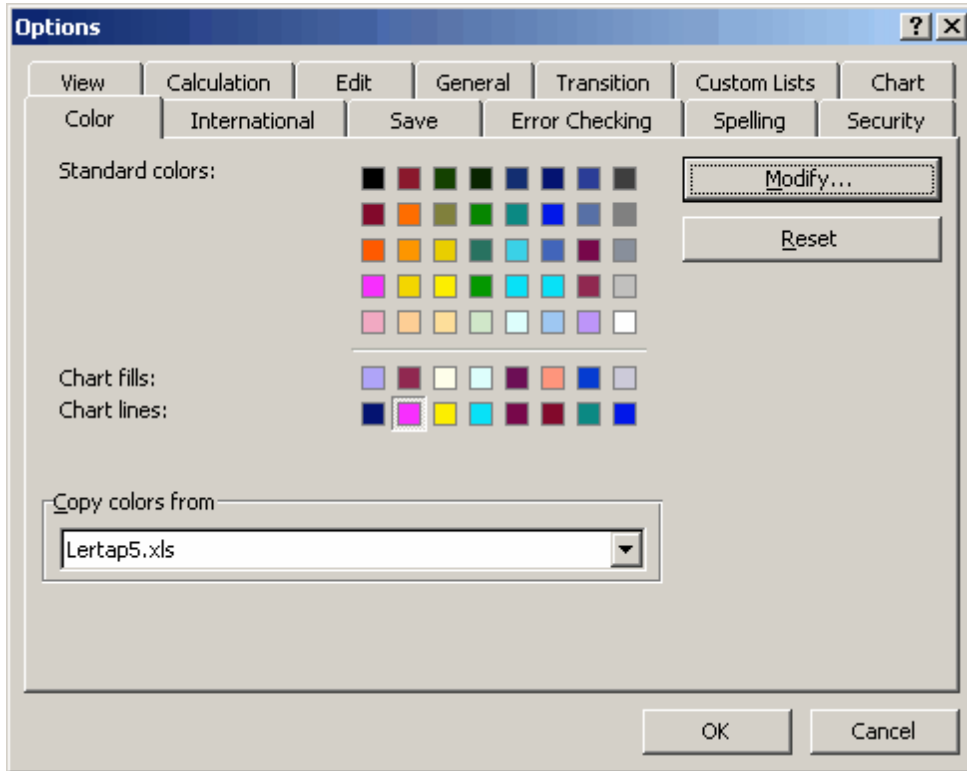 Options
View Calculation Edit General Transition Custom Lists Chart
Color International Save Error Checking Spelling Security
Standard colors:
Modify...
Reset
Chart fills:
Chart lines:
Copy colors from
Lertap5.xls
OK Cancel